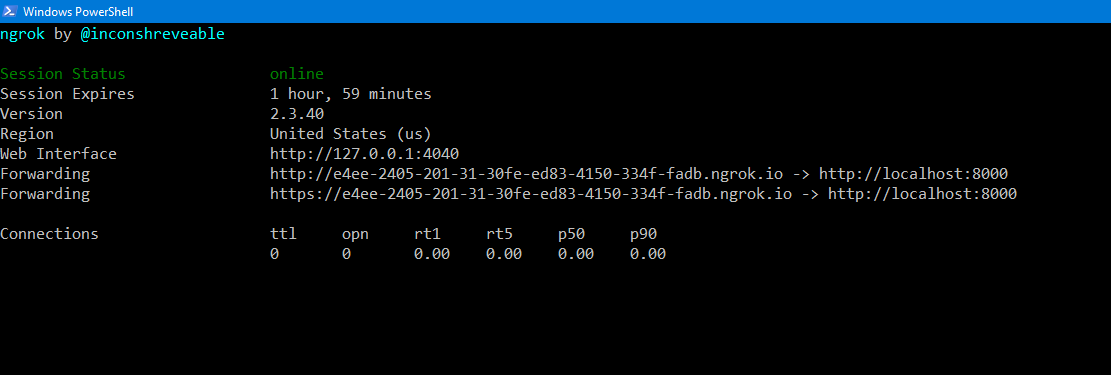 Windows PowerShell
ngrok by @inconshreveable
Session Status online
Session Expires 1 hour, 59 minutes
Version 2.3.40
Region United States (us)
Web Interface http://127.0.0.1:4040
Forwarding http://e4ee-2405-201-31-30fe-ed83-4150-334f-fadb.ngrok.io -> http://localhost:8000
Forwarding https://e4ee-2405-201-31-30fe-ed83-4150-334f-fadb.ngrok.io -> http://localhost:8000
Connections ttl opn rt1 rt5 p50 p90
0 0 0.00 0.00 0.00 0.00